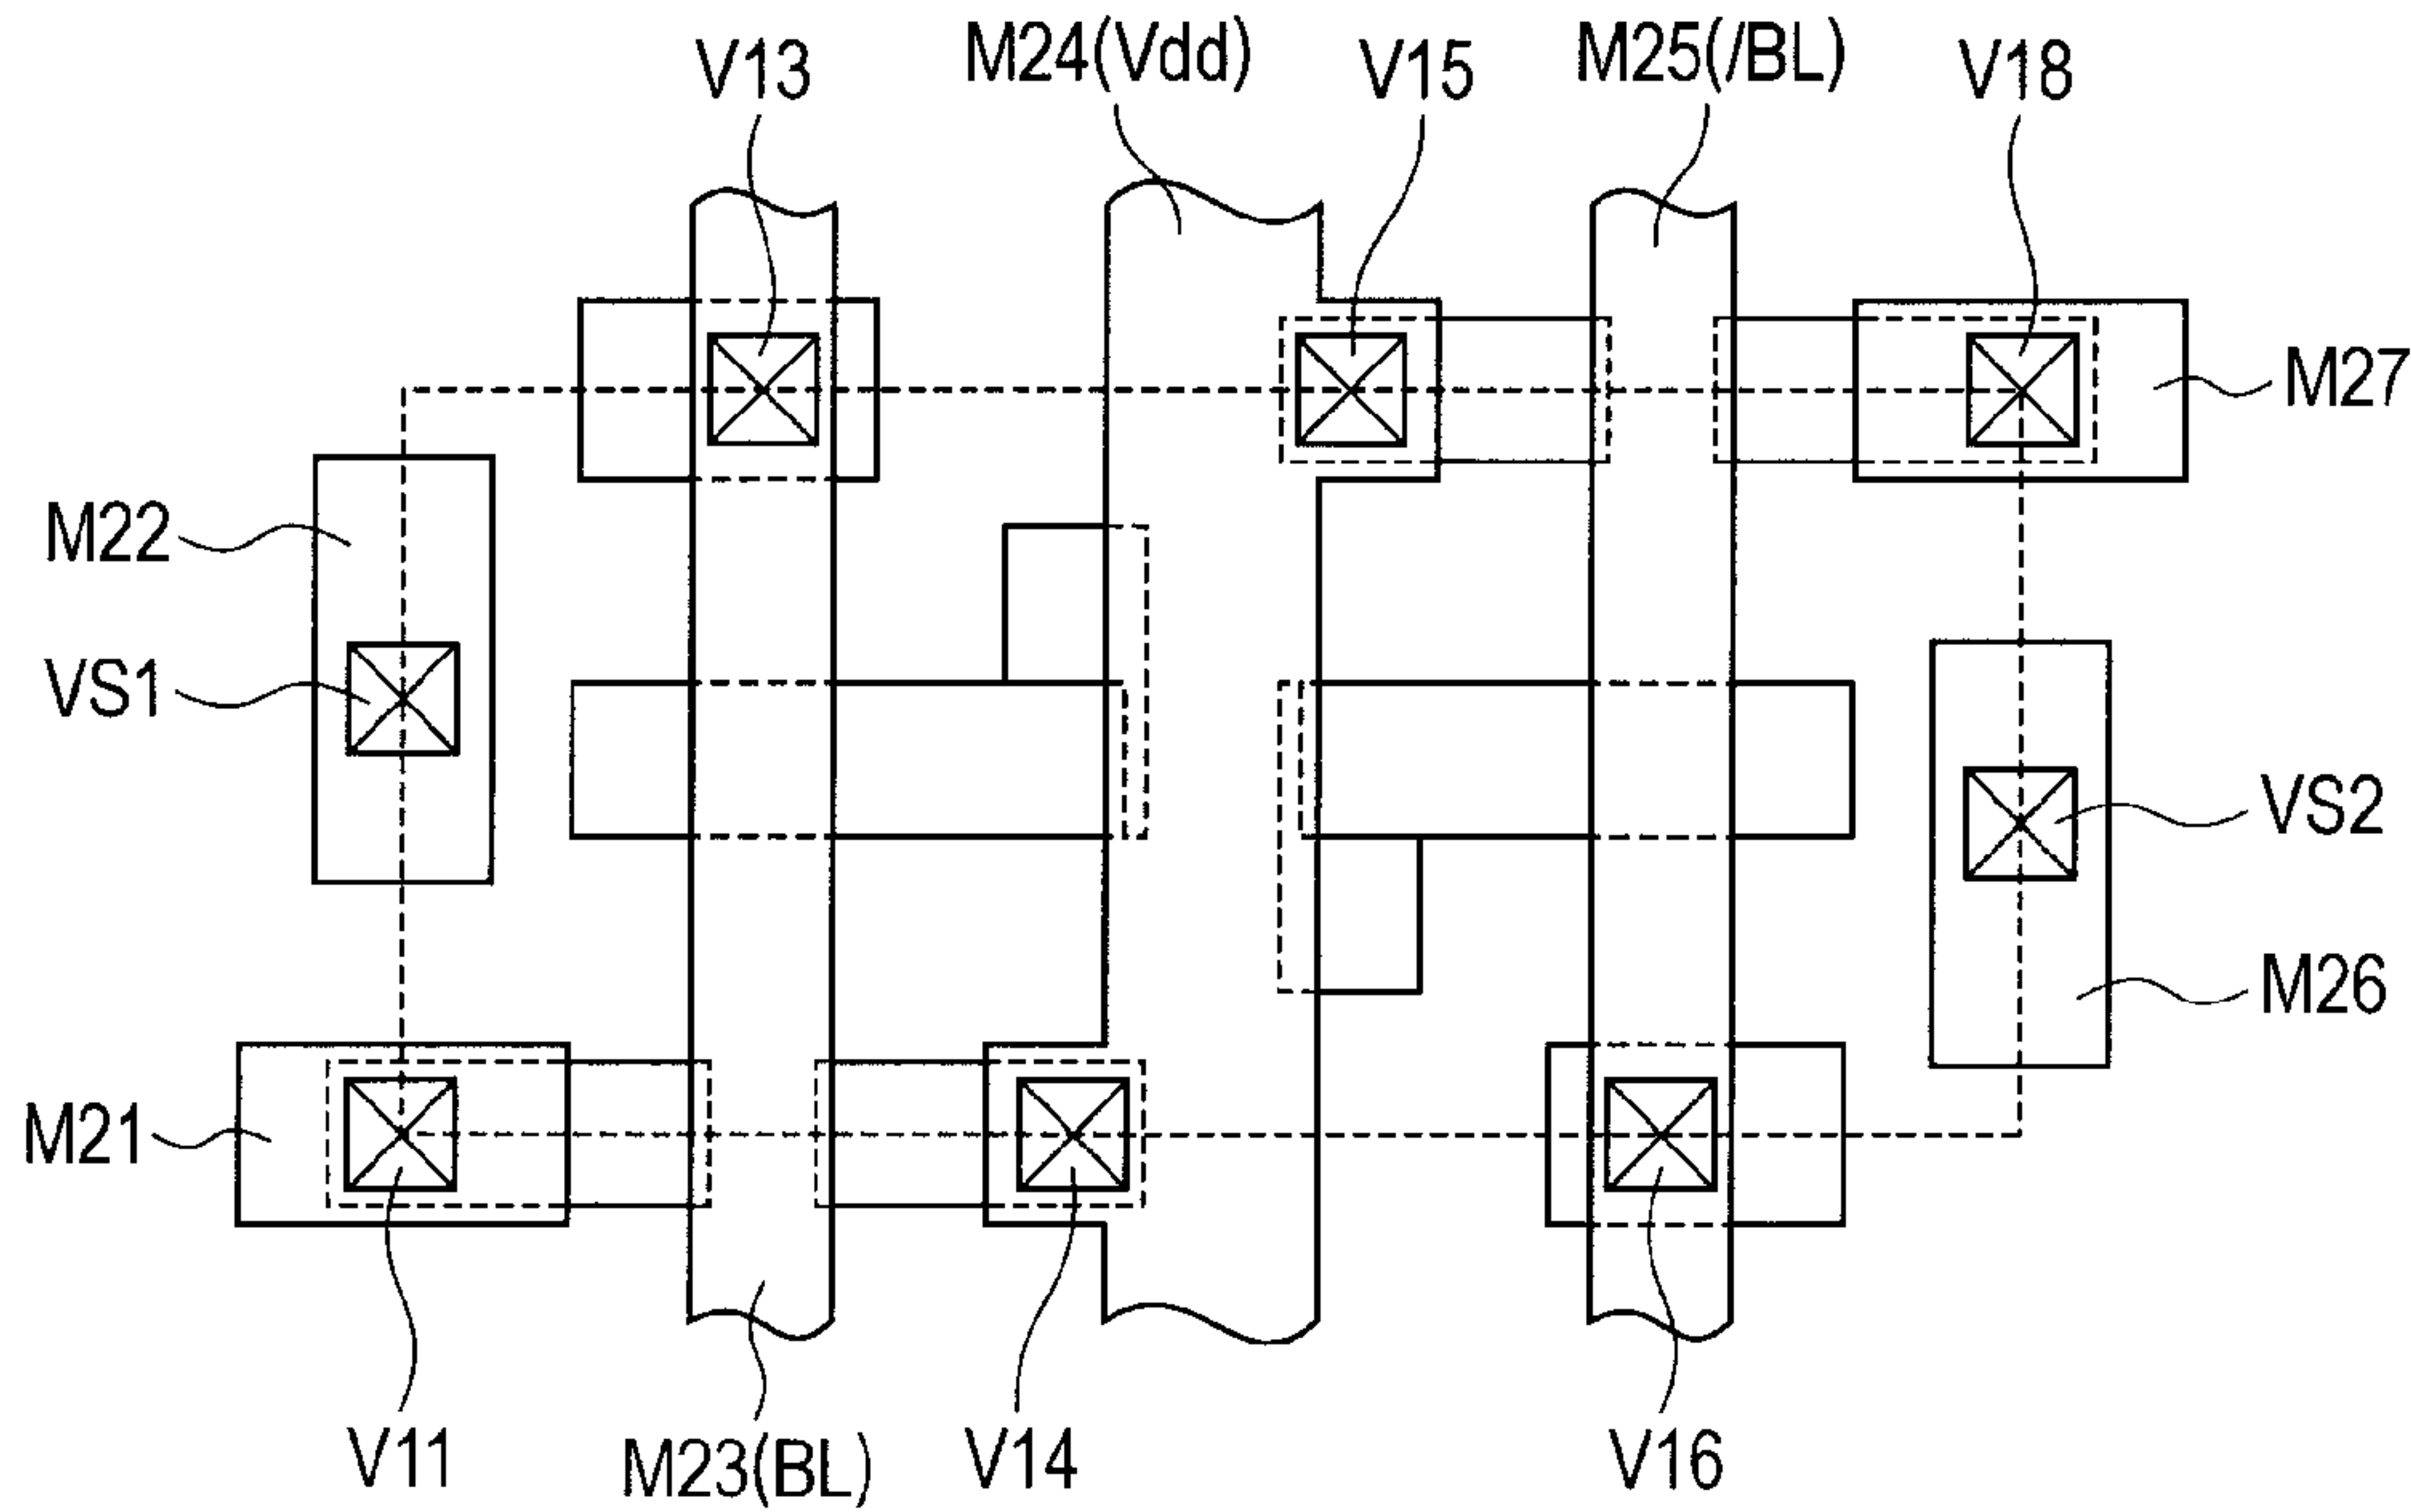 M24(Vdd)
M25(/BL)
V13
V15
V18
M27
M22
VS1
VS2
M26
M21
V11
M23(BL)
V14
V16